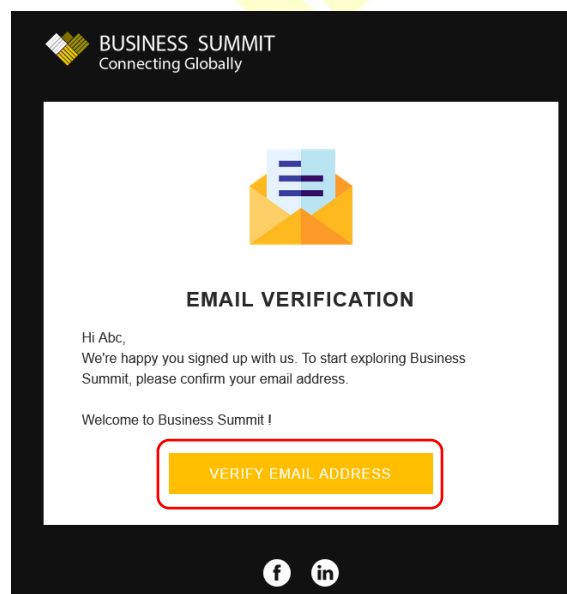 BUSINESS SUMMIT
Connecting Globally
EMAIL VERIFICATION
Hi Abc,
We're happy you signed up with us. To start exploring Business
Summit, please confirm your email address.
Welcome to Business Summit !
VERIFY EMAIL ADDRESS
f in